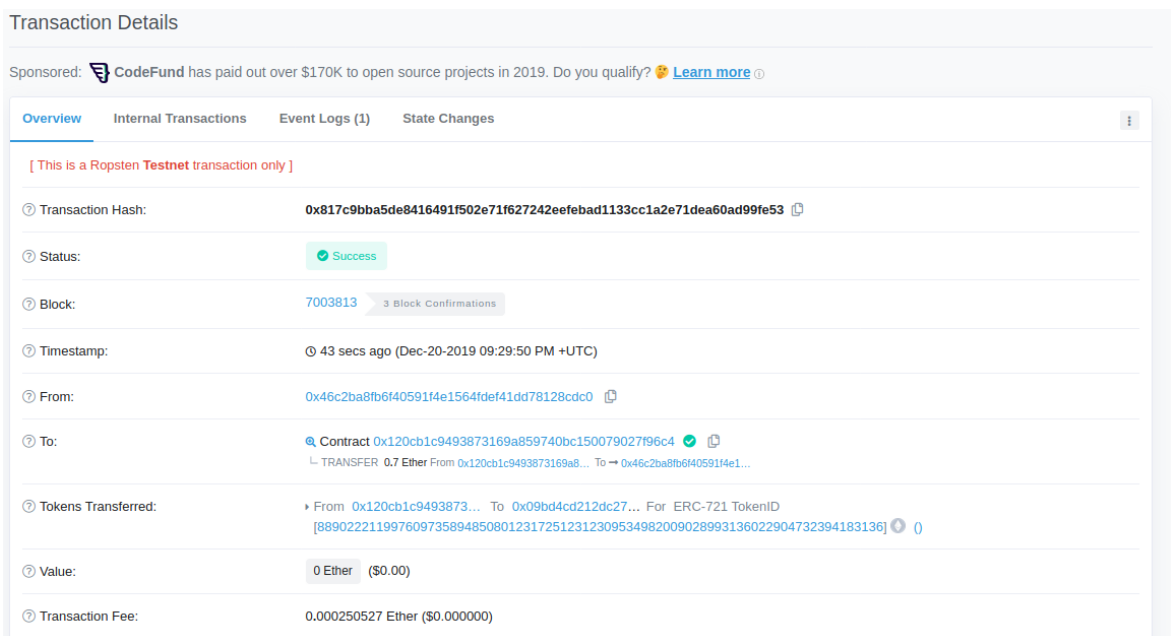 Transaction Details
Sponsored: CodeFund has paid out over $170K to open source projects in 2019. Do you qualify? 🤔 Learn more
Overview Internal Transactions Event Logs (1) State Changes
[ This is a Ropsten Testnet transaction only ]
Transaction Hash: 0x817c9bba5de8416491f502e71f627242eefebad1133cc1a2e71dea60ad99fe53
Status: Success
Block: 7003813 3 Block Confirmations
Timestamp: 43 secs ago (Dec-20-2019 09:29:50 PM +UTC)
From: 0x46c2ba8fb6f40591f4e1564fdef41dd78128cdc0
To: Contract 0x120cb1c9493873169a859740bc150079027f96c4
TRANSFER 0.7 Ether From 0x120cb1c9493873169a8... To → 0x46c2ba8fb6f40591f4e1...
Tokens Transferred: From 0x120cb1c9493873... To 0x09bd4cd212dc27... For ERC-721 TokenID
[88902221199760973589485080123172512312309534982009028993136022904732394183136] ()
Value: 0 Ether ($0.00)
Transaction Fee: 0.000250527 Ether ($0.000000)